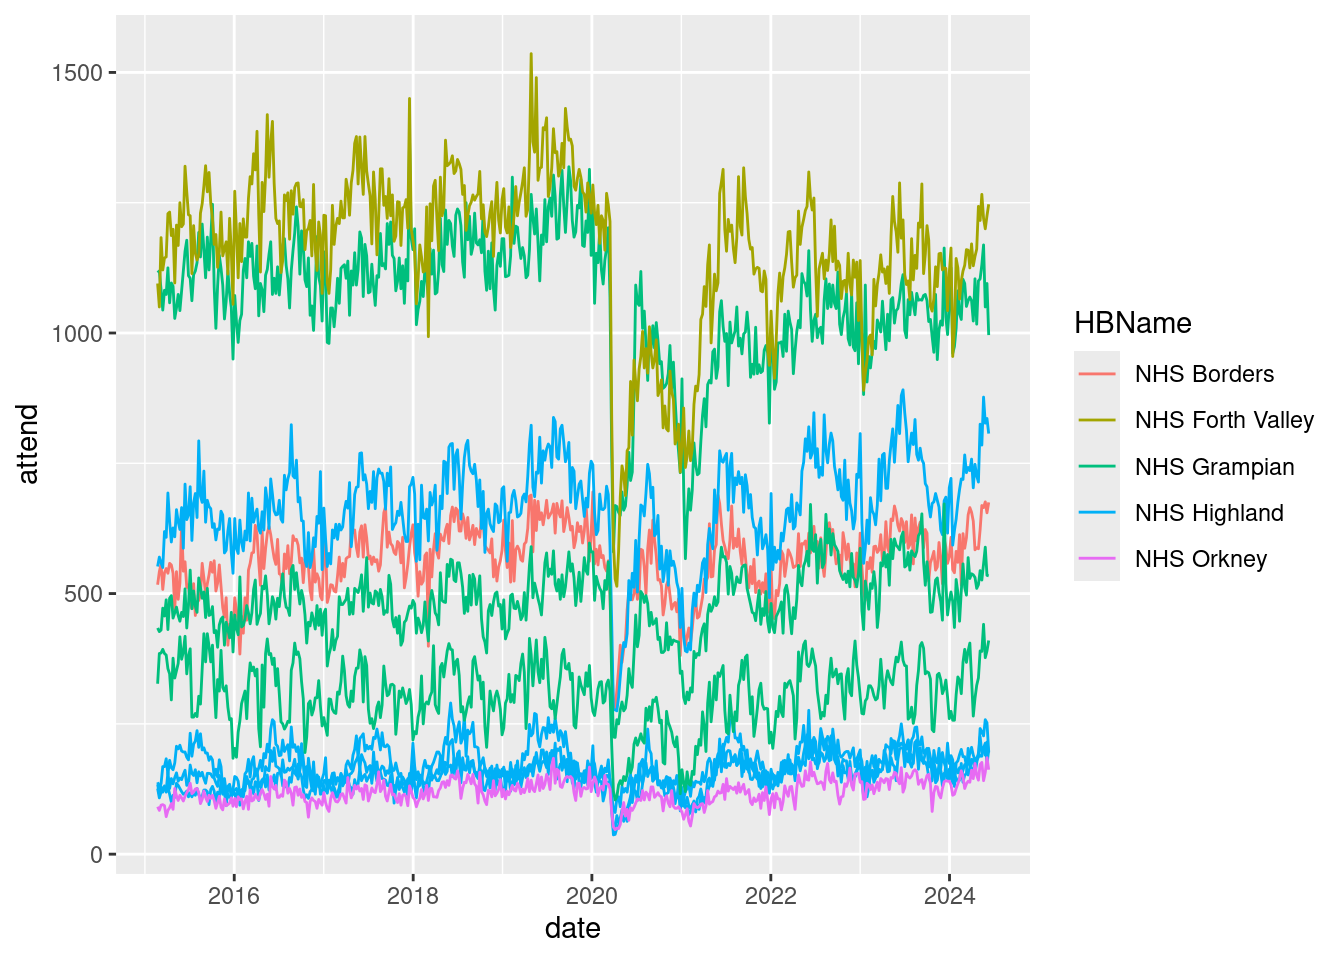 1500
1000
500
0
attend
2016
2018
2020
2022
2024
date
HBName
NHS Borders
NHS Forth Valley
NHS Grampian
NHS Highland
NHS Orkney